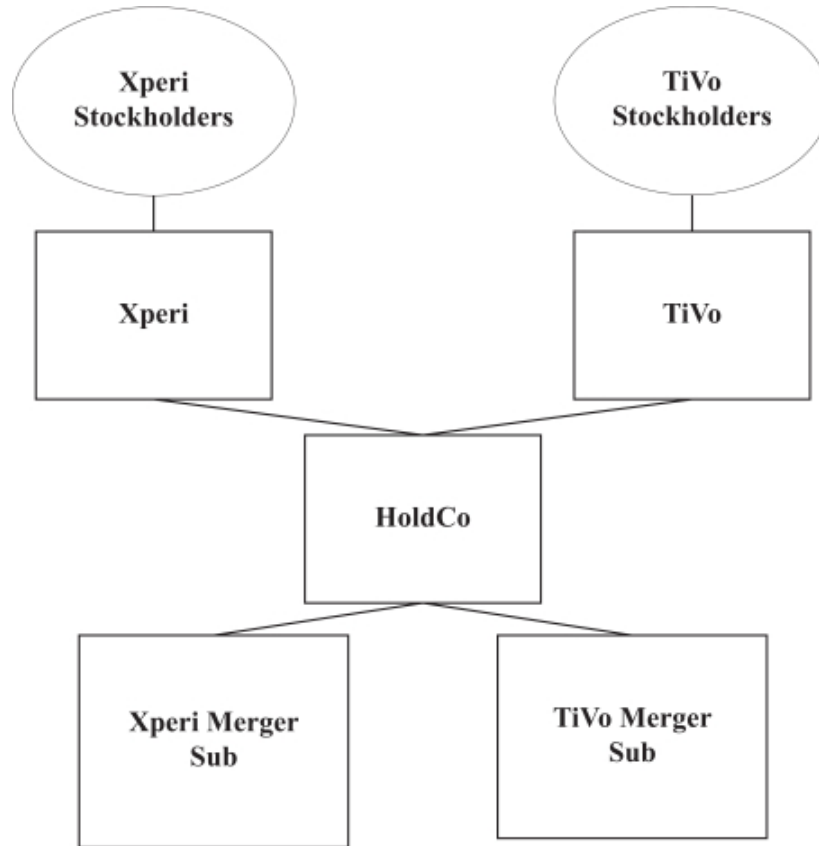 Xperi
Stockholders
TiVo
Stockholders
Xperi
TiVo
HoldCo
Xperi Merger
Sub
TiVo Merger
Sub